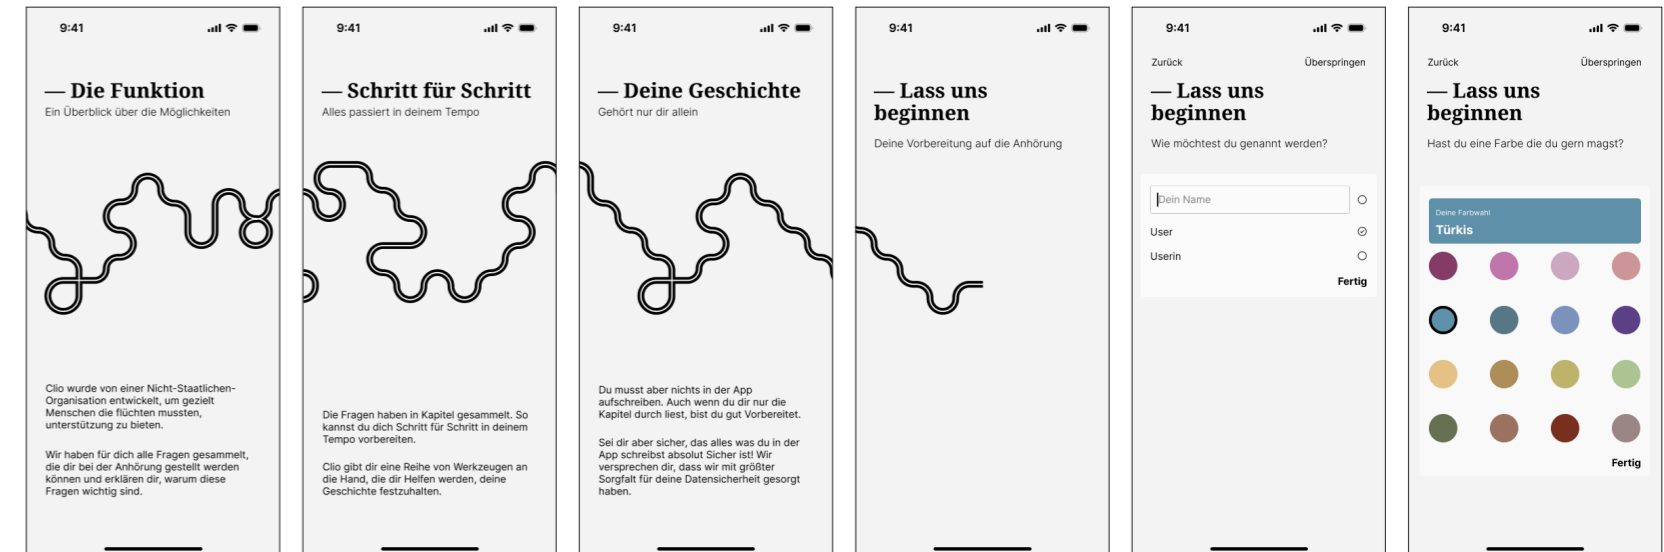 9:41
— Die Funktion
Ein Überblick über die Möglichkeiten
Clio wurde von einer Nicht-Staatlichen-
Organisation entwickelt, um gezielt
Menschen die flüchten mussten,
unterstützung zu bieten.
Wir haben für dich alle Fragen gesammelt,
die dir bei der Anhörung gestellt werden
können und erklären dir, warum diese
Fragen wichtig sind.
9:41
— Schritt für Schritt
Alles passiert in deinem Tempo
Die Fragen haben in Kapitel gesammelt. So
kannst du dich Schritt für Schritt in deinem
Tempo vorbereiten.
Clio gibt dir eine Reihe von Werkzeugen an
die Hand, die dir Helfen werden, deine
Geschichte festzuhalten.
9:41
— Deine Geschichte
Gehört nur dir allein
Du musst aber nichts in der App
aufschreiben. Auch wenn du dir nur die
Kapitel durch liest, bist du gut Vorbereitet.
Sei dir aber sicher, das alles was du in der
App schreibst absolut Sicher ist! Wir
versprechen dir, dass wir mit größter
Sorgfalt für deine Datensicherheit gesorgt
haben.
9:41
— Lass uns
beginnen
Deine Vorbereitung auf die Anhörung
9:41
Zurück Überspringen
— Lass uns
beginnen
Wie möchtest du genannt werden?
Dein Name
User
Userin
Fertig
9:41
Zurück Überspringen
— Lass uns
beginnen
Hast du eine Farbe die du gern magst?
Deine Farbwahl
Türkis
Fertig